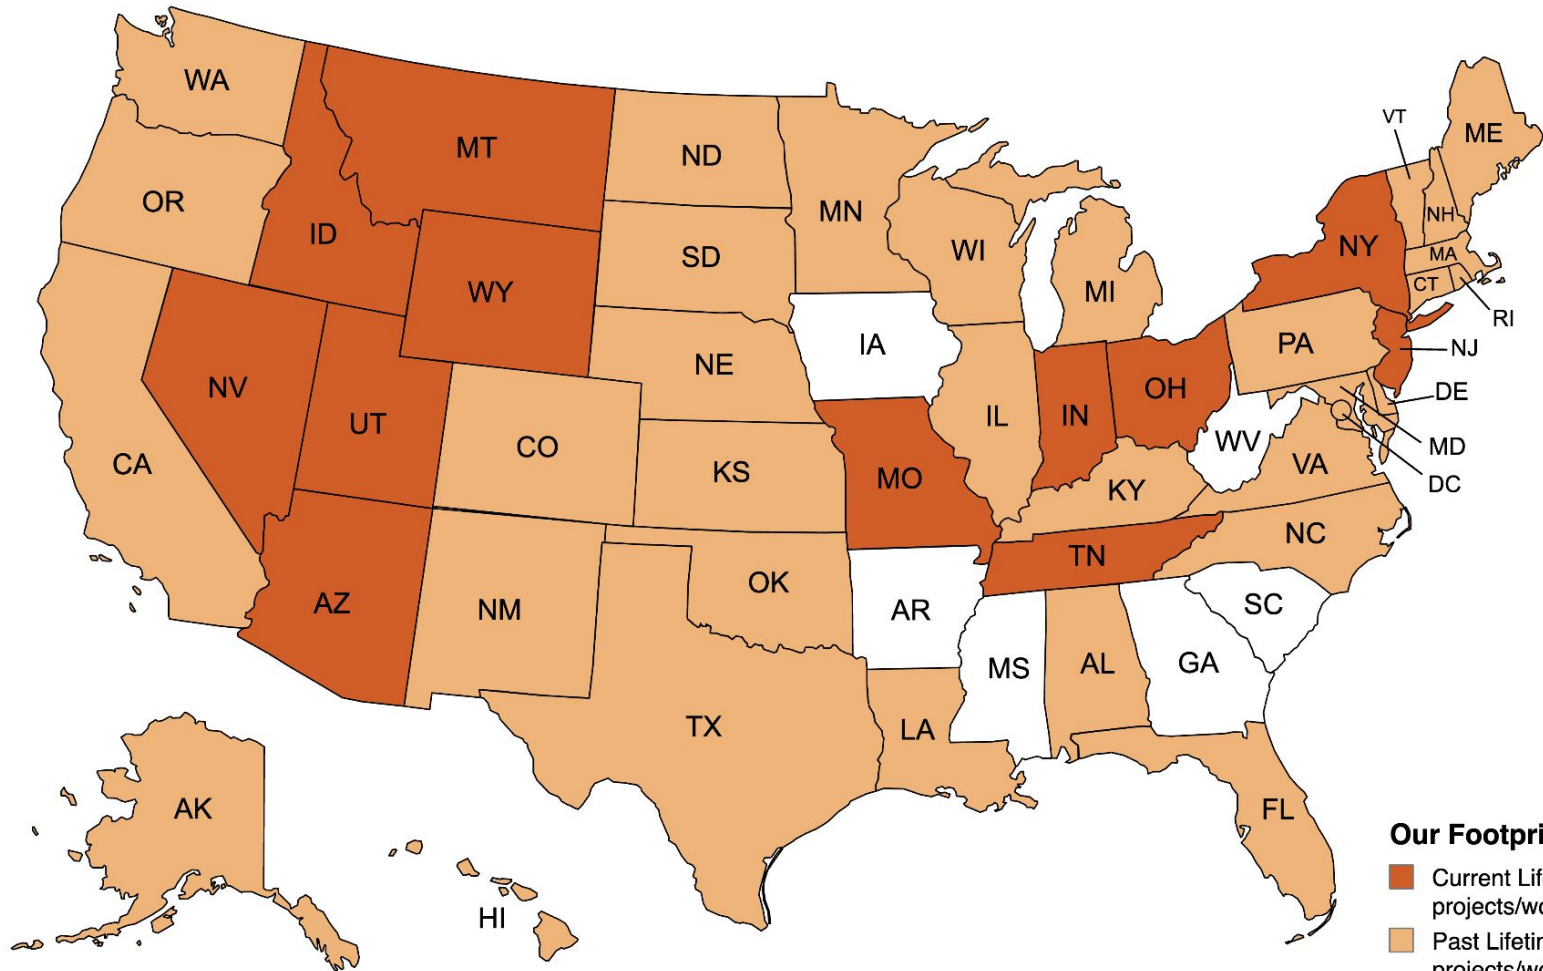 WA
MT
ND
MN
VT
ME
OR
ID
WY
SD
WI
MI
NY
NH
MA
CT
RI
NV
UT
NE
IA
PA
NJ
DE
CA
CO
KS
MO
IL
IN
OH
WV
VA
MD
DC
KY
AZ
NM
OK
AR
TN
NC
SC
TX
LA
MS
AL
GA
AK
HI
FL
Our Footpri
Current Lif
projects/wo
Past Lifetin
projects/wo